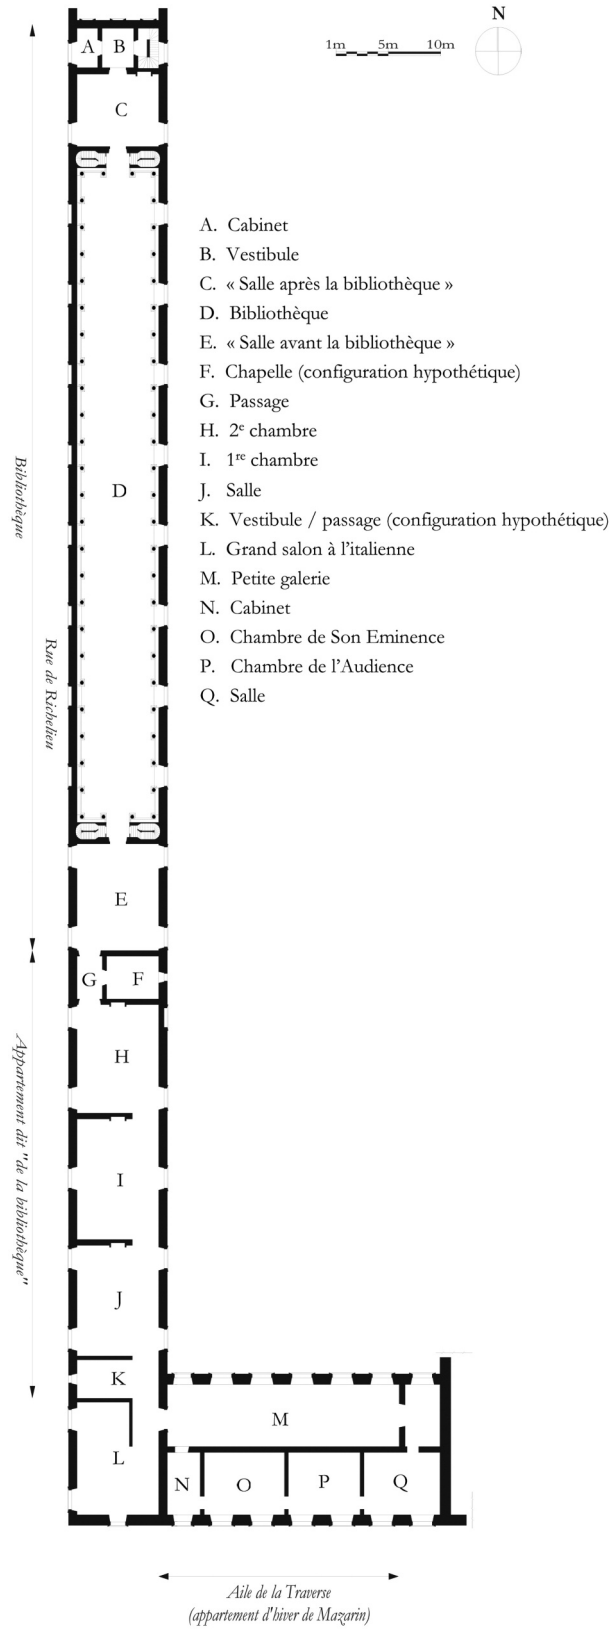 N
1m 5m 10m
A B
C
A. Cabinet
B. Vestibule
C. « Salle après la bibliothèque »
D. Bibliothèque
E. « Salle avant la bibliothèque »
F. Chapelle (configuration hypothétique)
G. Passage
H. 2e chambre
I. 1re chambre
J. Salle
K. Vestibule / passage (configuration hypothétique)
L. Grand salon à l'italienne
M. Petite galerie
N. Cabinet
O. Chambre de Son Eminence
P. Chambre de l'Audience
Q. Salle
Bibliothèque
D
Rue de Richelieu
E
G F
H
Appartement dit "de la bibliothèque"
I
J
K
M
L
N O P Q
Aile de la Traverse
(appartement d'hiver de Mazarin)